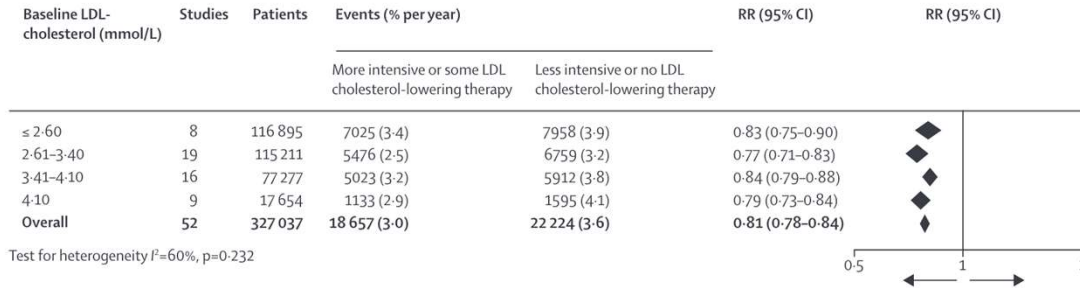 Baseline LDL- Studies Patients Events (% per year) RR (95% CI) RR (95% CI)
cholesterol (mmol/L)
More intensive or some LDL Less intensive or no LDL
cholesterol-lowering therapy cholesterol-lowering therapy
≤2·60 8 116 895 7025 (3·4) 7958 (3·9) 0·83 (0·75–0·90)
2·61–3·40 19 115 211 5476 (2·5) 6759 (3·2) 0·77 (0·71–0·83)
3·41–4·10 16 77 277 5023 (3·2) 5912 (3·8) 0·84 (0·79–0·88)
4·10 9 17 654 1133 (2·9) 1595 (4·1) 0·79 (0·73–0·84)
Overall 52 327 037 18 657 (3·0) 22 224 (3·6) 0·81 (0·78–0·84)
Test for heterogeneity I²=60%, p=0·232
0·5 1